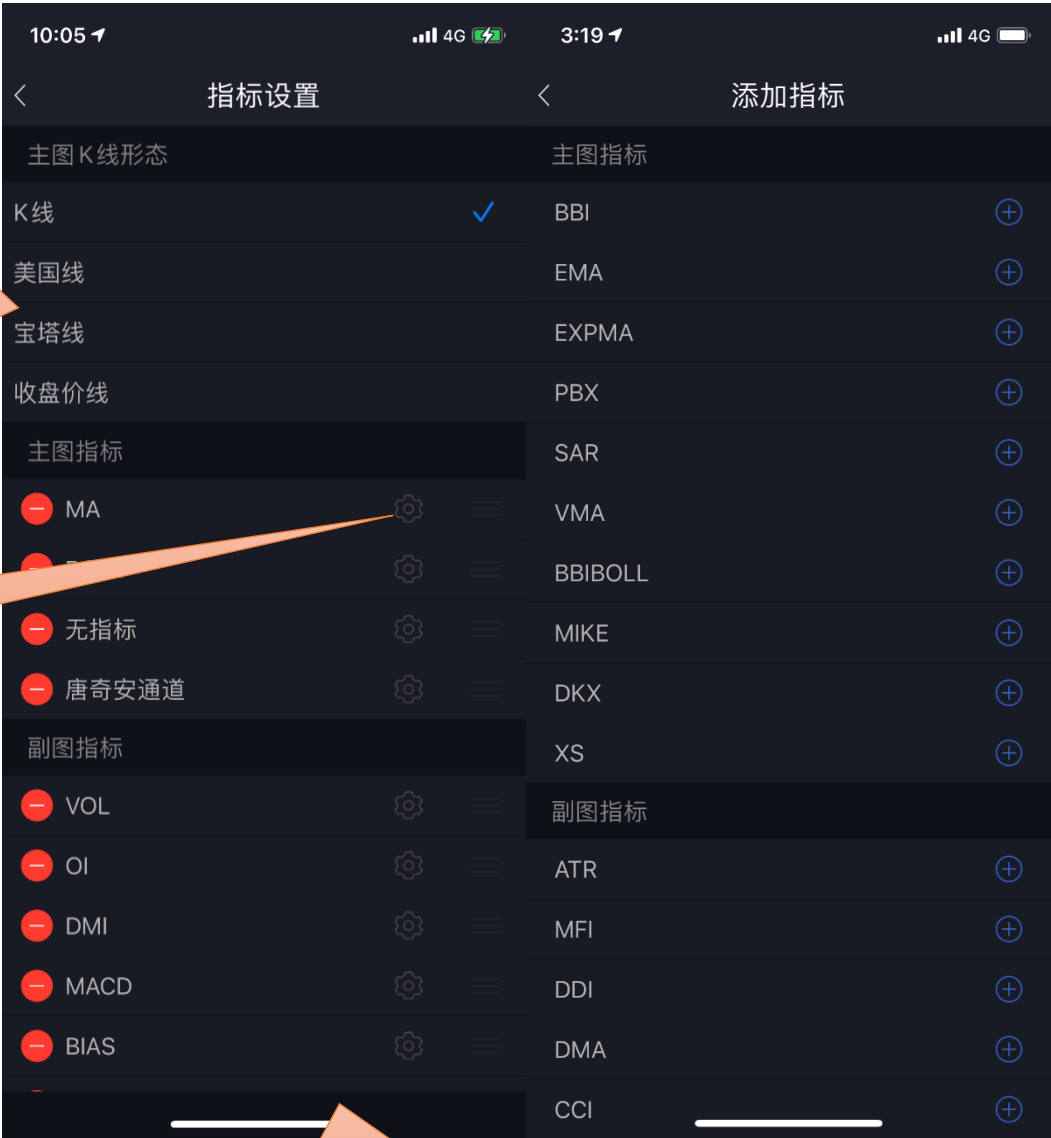 10:05
4G
指标设置
主图K线形态
K线
美国线
宝塔线
收盘价线
主图指标
MA
无指标
唐奇安通道
副图指标
VOL
OI
DMI
MACD
BIAS
3:19
4G
添加指标
主图指标
BBI
EMA
EXPMA
PBX
SAR
VMA
BBIBOLL
MIKE
DKX
XS
副图指标
ATR
MFI
DDI
DMA
CCI